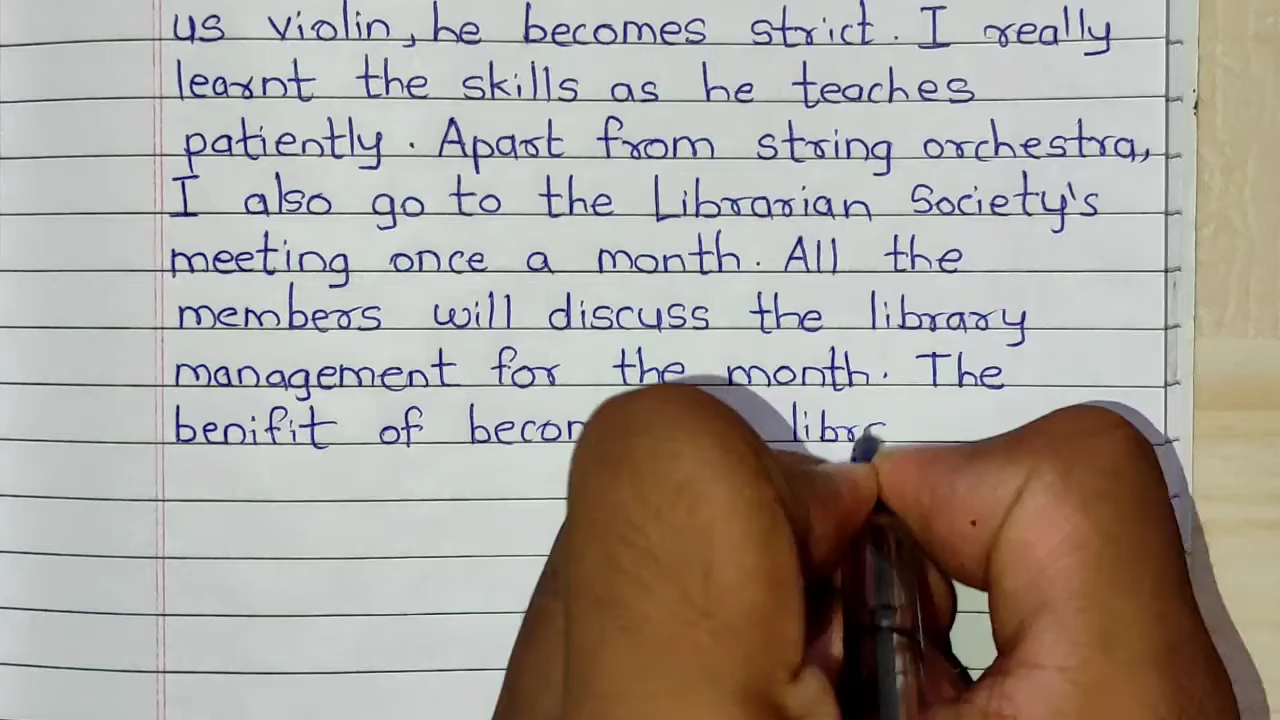 us violin, he becomes strict. I really
learnt the skills as he teaches
patiently. Apart from string orchestra,
I also go to the Librarian Society's
meeting once a month. All the
members will discuss the library
management for the month. The
benifit of